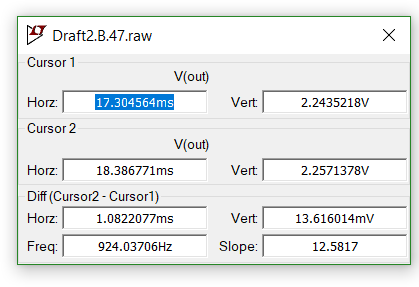 Draft2.B.47.raw
Cursor 1
V(out)
Horz: 17.304564ms Vert: 2.2435218V
Cursor 2
V(out)
Horz: 18.386771ms Vert: 2.2571378V
Diff (Cursor2 - Cursor1)
Horz: 1.0822077ms Vert: 13.616014mV
Freq: 924.03706Hz Slope: 12.5817